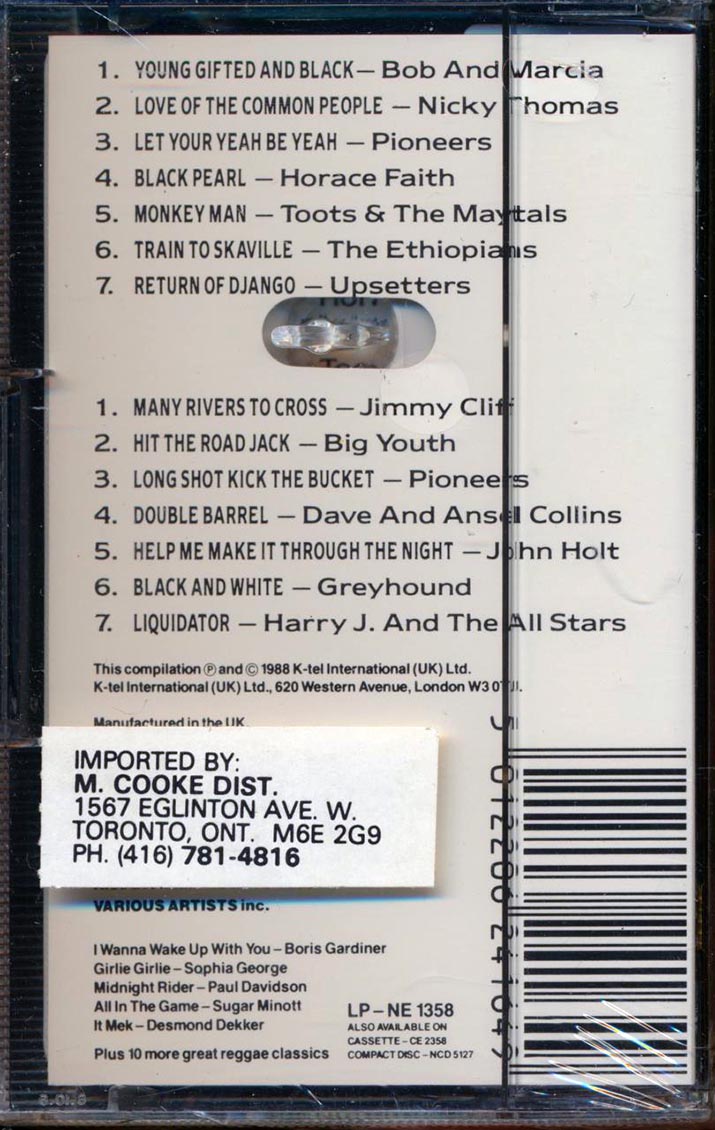 1. YOUNG GIFTED AND BLACK — Bob And Marcia
2. LOVE OF THE COMMON PEOPLE — Nicky Thomas
3. LET YOUR YEAH BE YEAH — Pioneers
4. BLACK PEARL — Horace Faith
5. MONKEY MAN — Toots & The Maytals
6. TRAIN TO SKAVILLE — The Ethiopians
7. RETURN OF DJANGO — Upsetters
1. MANY RIVERS TO CROSS — Jimmy Cliff
2. HIT THE ROAD JACK — Big Youth
3. LONG SHOT KICK THE BUCKET — Pioneers
4. DOUBLE BARREL — Dave And Ansel Collins
5. HELP ME MAKE IT THROUGH THE NIGHT — John Holt
6. BLACK AND WHITE — Greyhound
7. LIQUIDATOR — Harry J. And The All Stars
This compilation Ⓟ and © 1988 K-tel International (UK) Ltd.
K-tel International (UK) Ltd., 620 Western Avenue, London W3
Manufactured in the UK
IMPORTED BY:
M. COOKE DIST.
1567 EGLINTON AVE. W.
TORONTO, ONT. M6E 2G9
PH. (416) 781-4816
VARIOUS ARTISTS inc.
I Wanna Wake Up With You – Boris Gardiner
Girlie Girlie – Sophia George
Midnight Rider – Paul Davidson
All In The Game – Sugar Minott
It Mek – Desmond Dekker
Plus 10 more great reggae classics
LP – NE 1358
ALSO AVAILABLE ON
CASSETTE – CE 2358
COMPACT DISC – NCD 5127